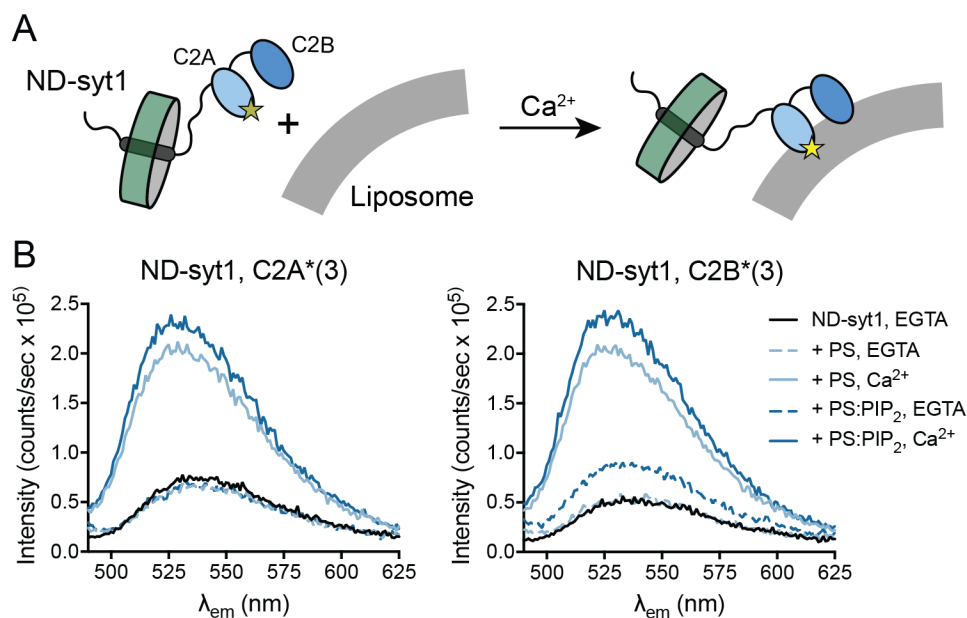 A
ND-syt1
C2A
C2B
+
Liposome
Ca²⁺
B
ND-syt1, C2A*(3)
Intensity (counts/sec x 10⁵)
2.5
2.0
1.5
1.0
0.5
0.0
500 525 550 575 600 625
λem (nm)
ND-syt1, C2B*(3)
Intensity (counts/sec x 10⁵)
2.5
2.0
1.5
1.0
0.5
0.0
500 525 550 575 600 625
λem (nm)
ND-syt1, EGTA
+ PS, EGTA
+ PS, Ca²⁺
+ PS:PIP₂, EGTA
+ PS:PIP₂, Ca²⁺